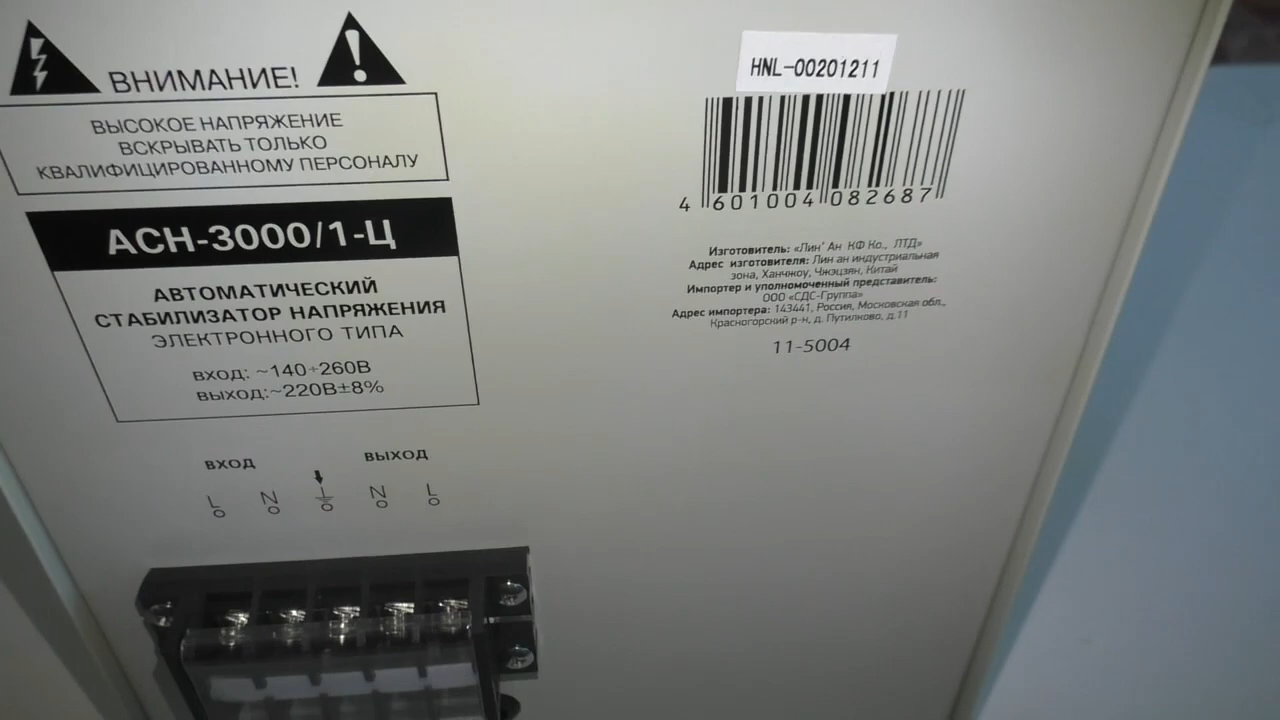 ВНИМАНИЕ!
ВЫСОКОЕ НАПРЯЖЕНИЕ
ВСКРЫВАТЬ ТОЛЬКО
КВАЛИФИЦИРОВАННОМУ ПЕРСОНАЛУ
АСН-3000/1-Ц
АВТОМАТИЧЕСКИЙ
СТАБИЛИЗАТОР НАПРЯЖЕНИЯ
ЭЛЕКТРОННОГО ТИПА
ВХОД: ~140÷260В
ВЫХОД:~220В±8%
ВХОД ВЫХОД
L N N L
HNL-00201211
4 601004 082687
Изготовитель: «Лин' Ан КФ Ко., ЛТД»
Адрес изготовителя: Лин ан индустриальная
зона, Ханчжоу, Чжэцзян, Китай
Импортер и уполномоченный представитель:
ООО «СДС-Группа»
Адрес импортера: 143441, Россия, Московская обл.,
Красногорский р-н, д. Путилково, д.11
11-5004